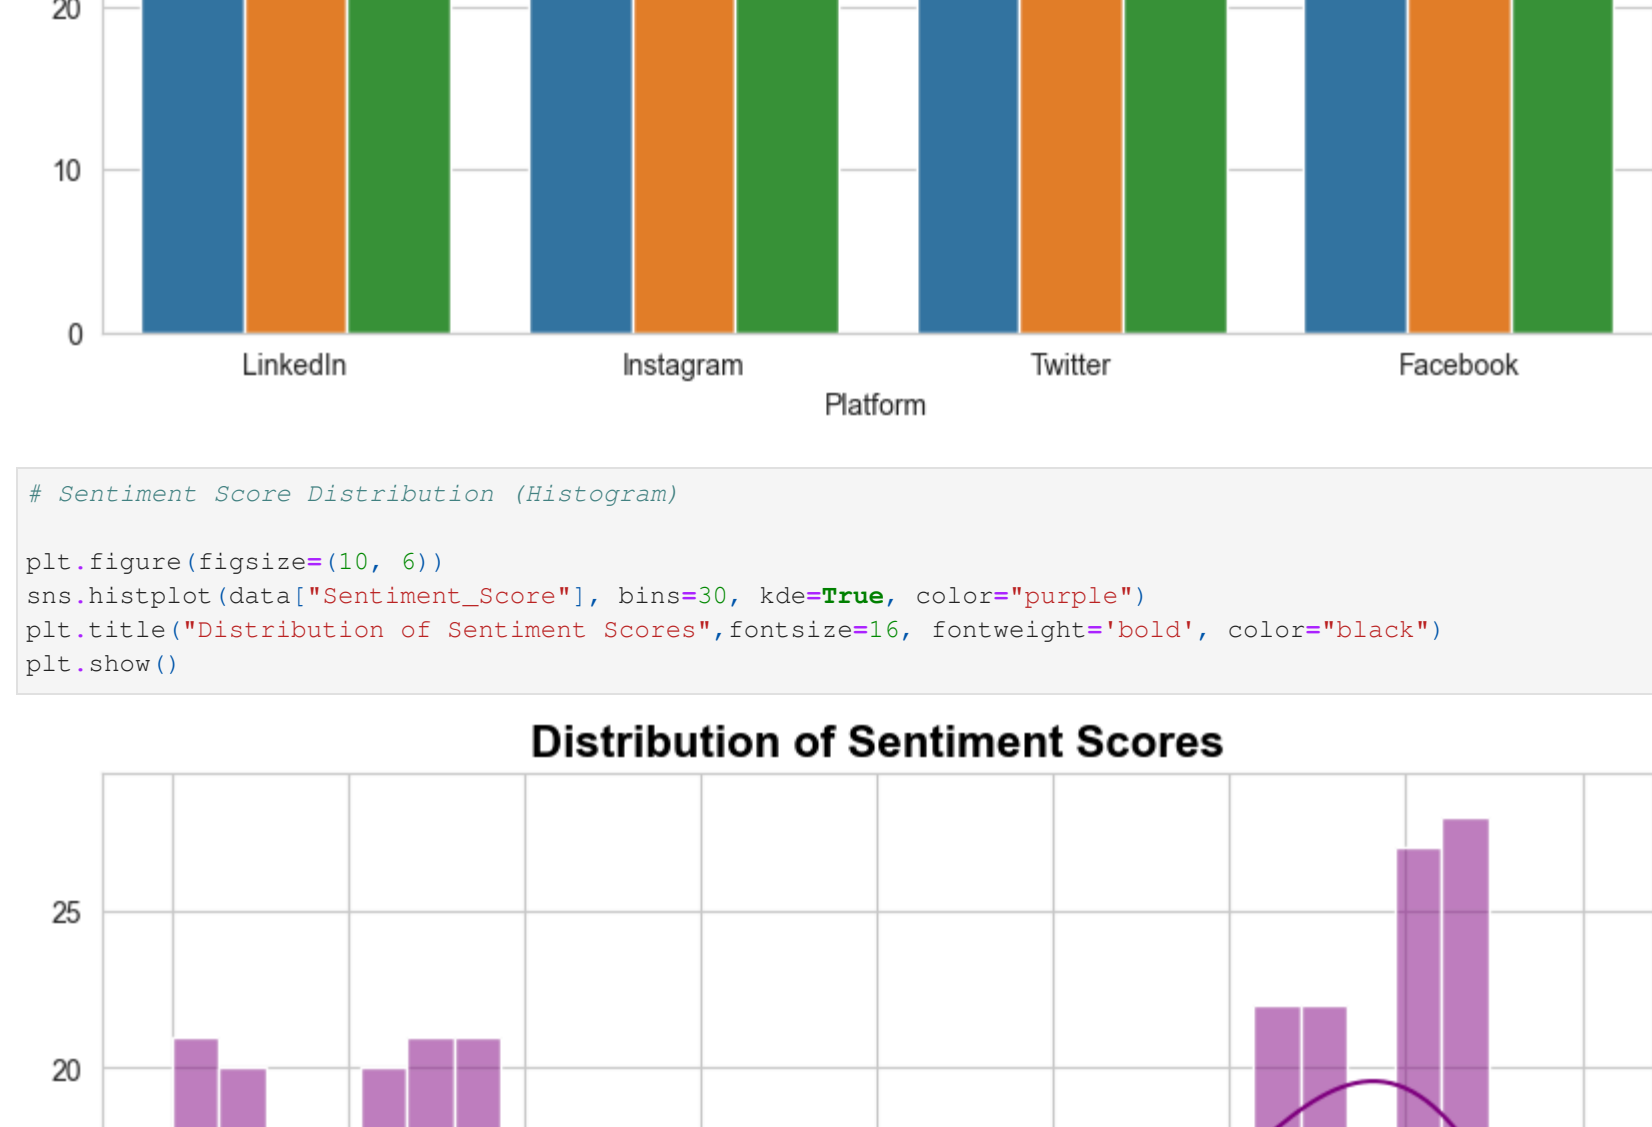 20
10
0
LinkedIn Instagram Twitter Facebook
Platform
# Sentiment Score Distribution (Histogram)
plt.figure(figsize=(10, 6))
sns.histplot(data["Sentiment_Score"], bins=30, kde=True, color="purple")
plt.title("Distribution of Sentiment Scores",fontsize=16, fontweight='bold', color="black")
plt.show()
Distribution of Sentiment Scores
25
20